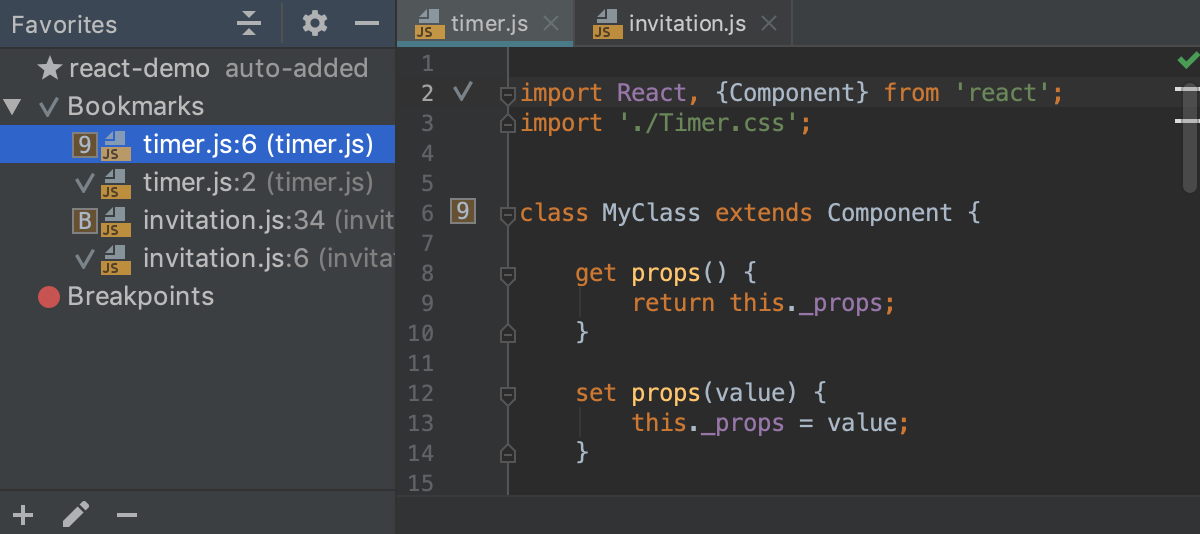 Favorites
react-demo auto-added
Bookmarks
9 JS timer.js:6 (timer.js)
JS timer.js:2 (timer.js)
B JS invitation.js:34 (invit
JS invitation.js:6 (invita
Breakpoints
JS timer.js JS invitation.js
1
2 import React, {Component} from 'react';
3 import './Timer.css';
4
5
6 9 class MyClass extends Component {
7
8 get props() {
9 return this._props;
10 }
11
12 set props(value) {
13 this._props = value;
14 }
15